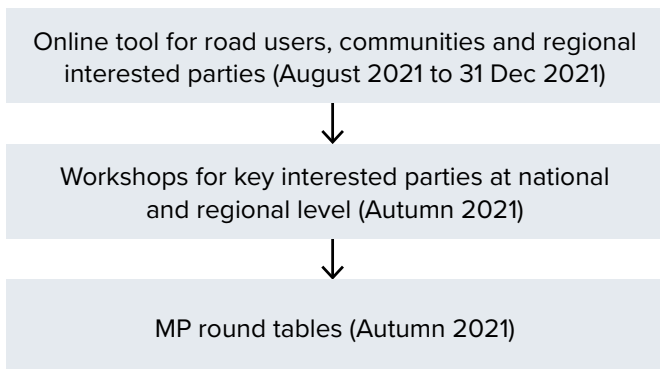 Online tool for road users, communities and regional
interested parties (August 2021 to 31 Dec 2021)
Workshops for key interested parties at national
and regional level (Autumn 2021)
MP round tables (Autumn 2021)